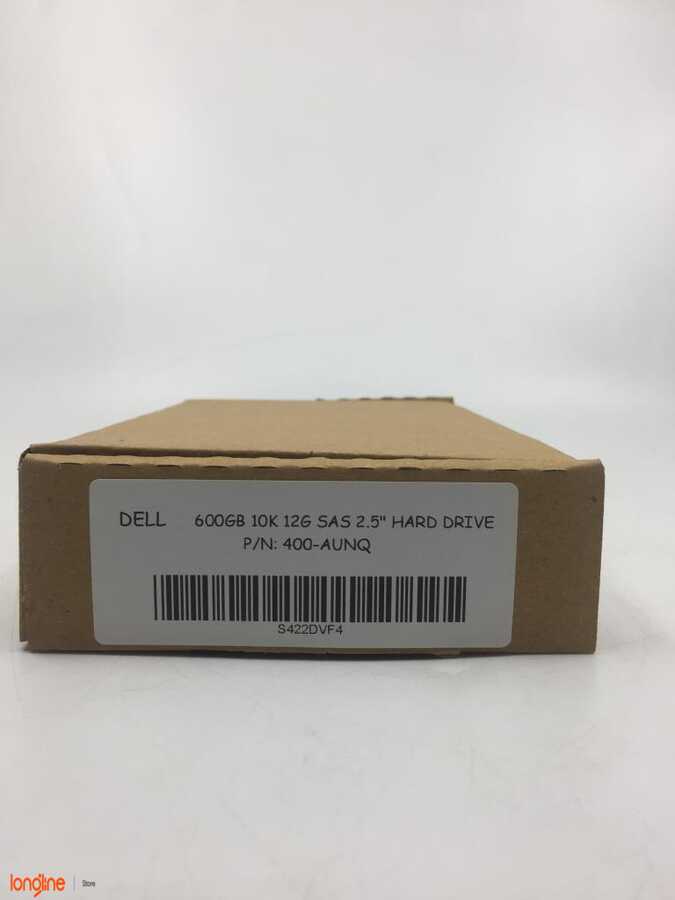 DELL 600GB 10K 12G SAS 2.5" HARD DRIVE
P/N: 400-AUNQ
S422DVF4
longline | Store